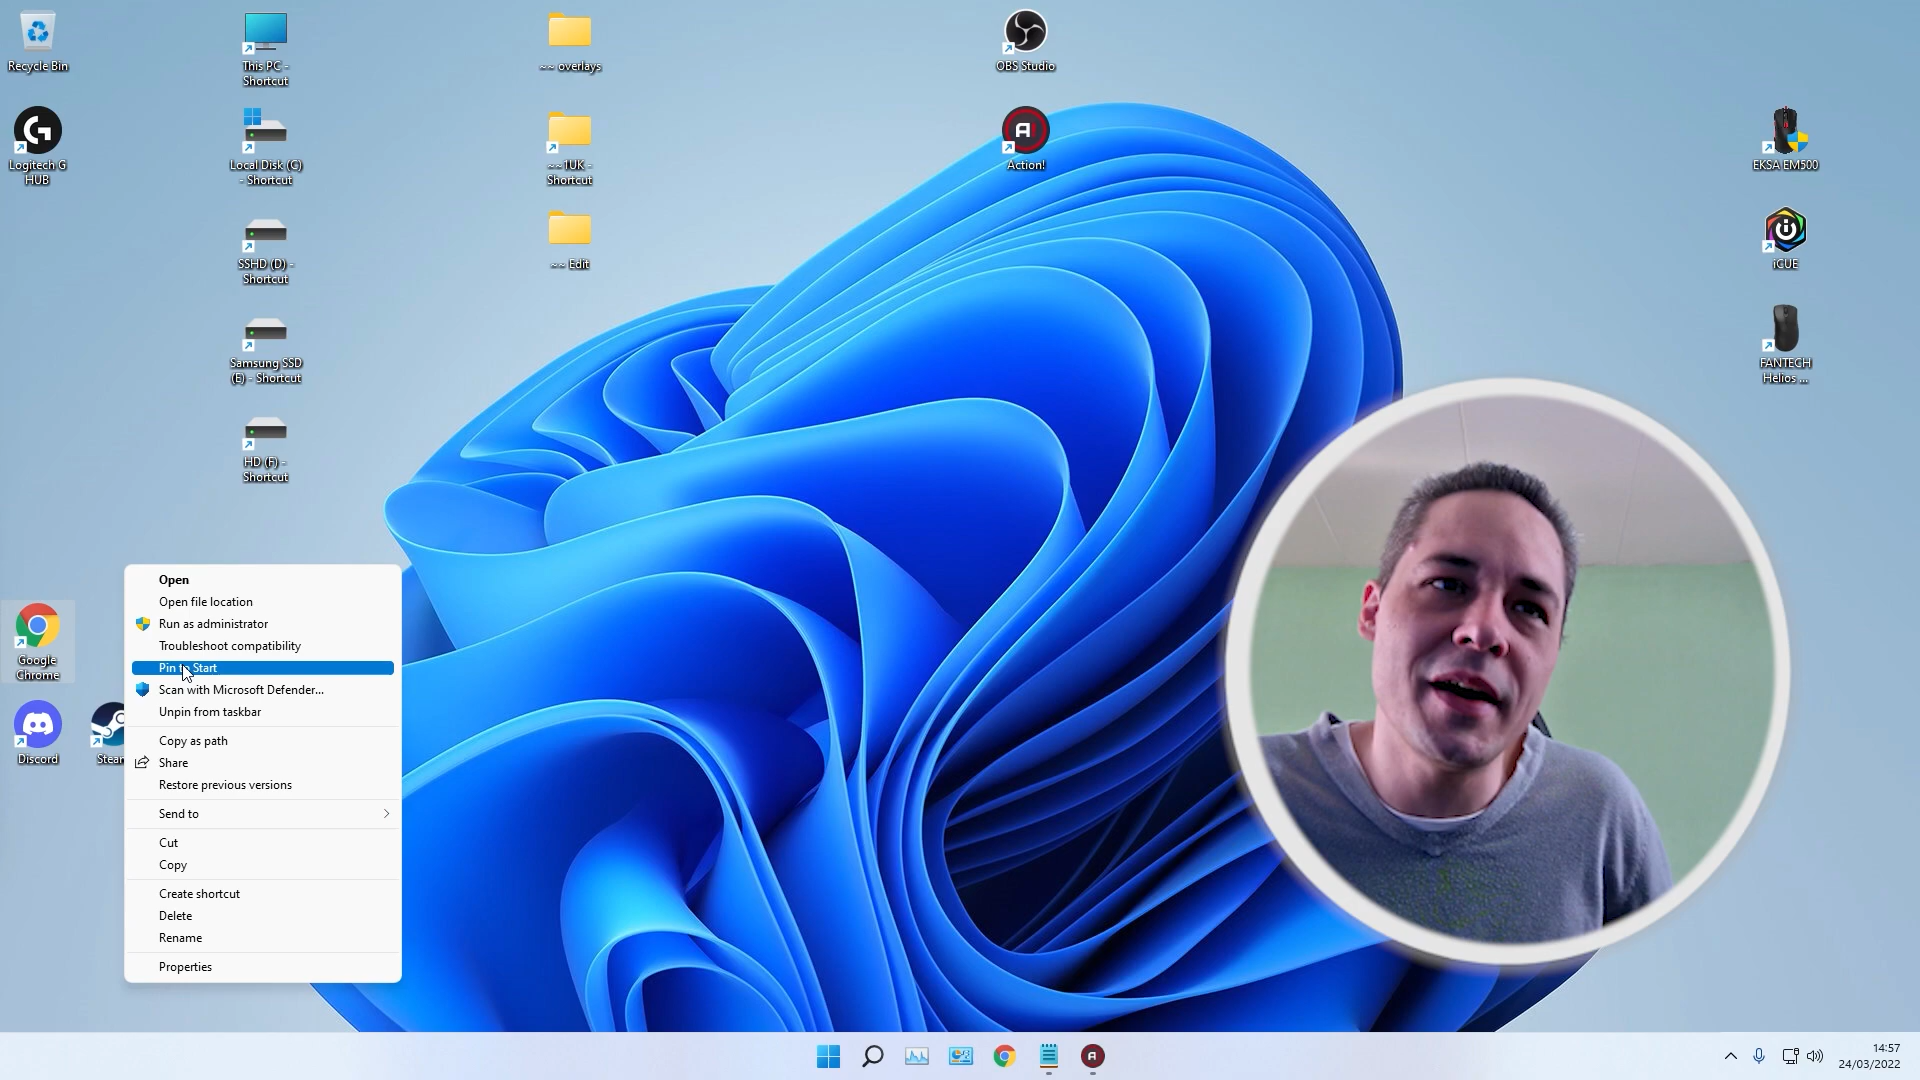 Recycle Bin
This PC -
Shortcut
~~ overlays
OBS Studio
Logitech G
HUB
Local Disk (C)
- Shortcut
~~1UK -
Shortcut
Action!
EKSA EM500
SSHD (D) -
Shortcut
~~ Edit
iCUE
Samsung SSD
(E) - Shortcut
FANTECH
Helios ...
HD (F) -
Shortcut
Google
Chrome
Discord
Steam
Open
Open file location
Run as administrator
Troubleshoot compatibility
Pin to Start
Scan with Microsoft Defender...
Unpin from taskbar
Copy as path
Share
Restore previous versions
Send to
Cut
Copy
Create shortcut
Delete
Rename
Properties
14:57
24/03/2022